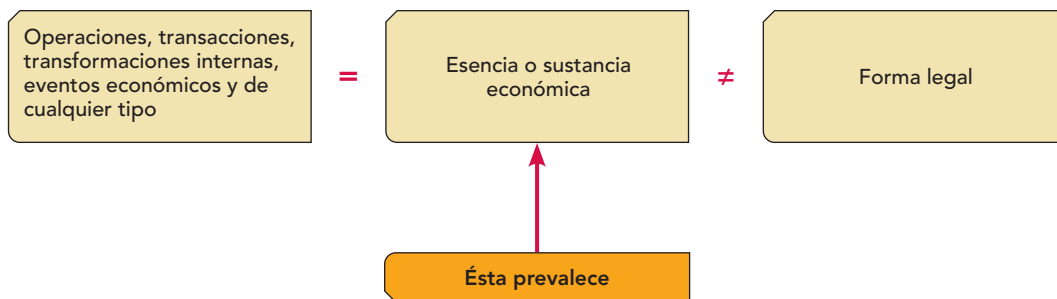 Operaciones, transacciones,
transformaciones internas,
eventos económicos y de
cualquier tipo
=
Esencia o sustancia
económica
≠
Forma legal
Ésta prevalece